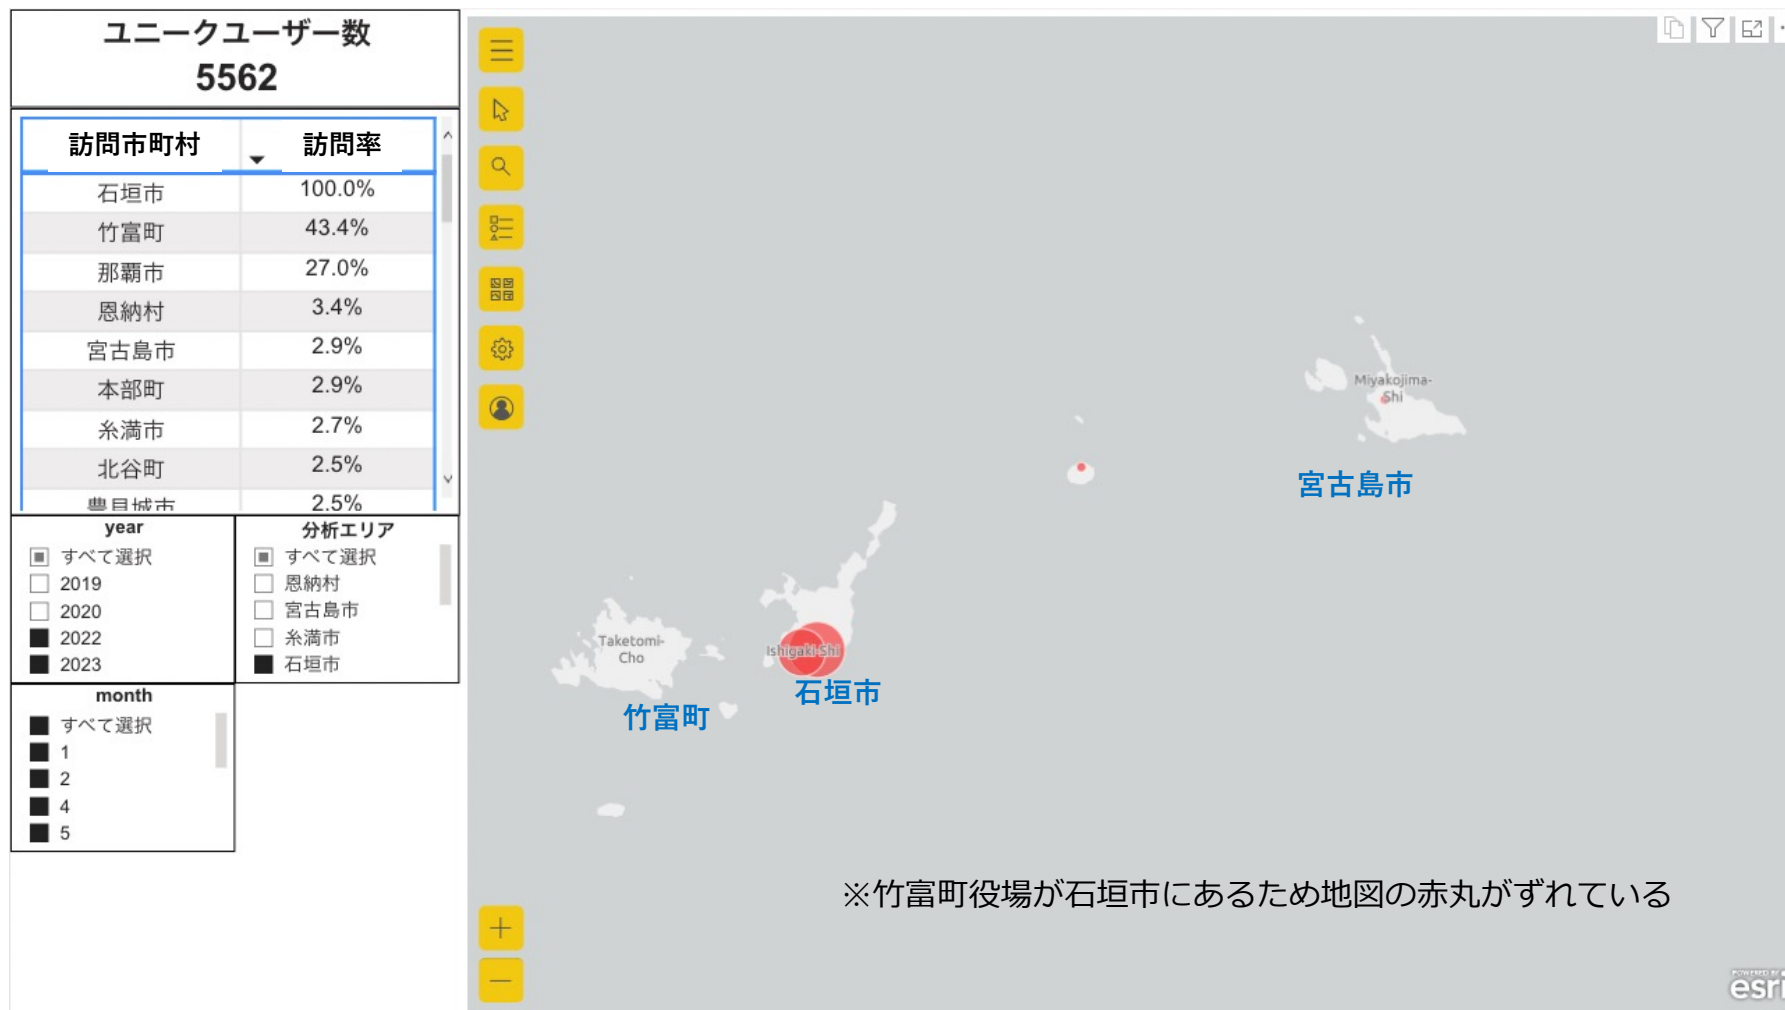 ユニークユーザー数
5562
訪問市町村 訪問率
石垣市 100.0%
竹富町 43.4%
那覇市 27.0%
恩納村 3.4%
宮古島市 2.9%
本部町 2.9%
糸満市 2.7%
北谷町 2.5%
豊見城市 2.5%
year
すべて選択
2019
2020
2022
2023
分析エリア
すべて選択
恩納村
宮古島市
糸満市
石垣市
month
すべて選択
1
2
4
5
Miyakojima-
Shi
宮古島市
Taketomi-
Cho
Ishigaki-Shi
石垣市
竹富町
※竹富町役場が石垣市にあるため地図の赤丸がずれている
POWERED BY
esri